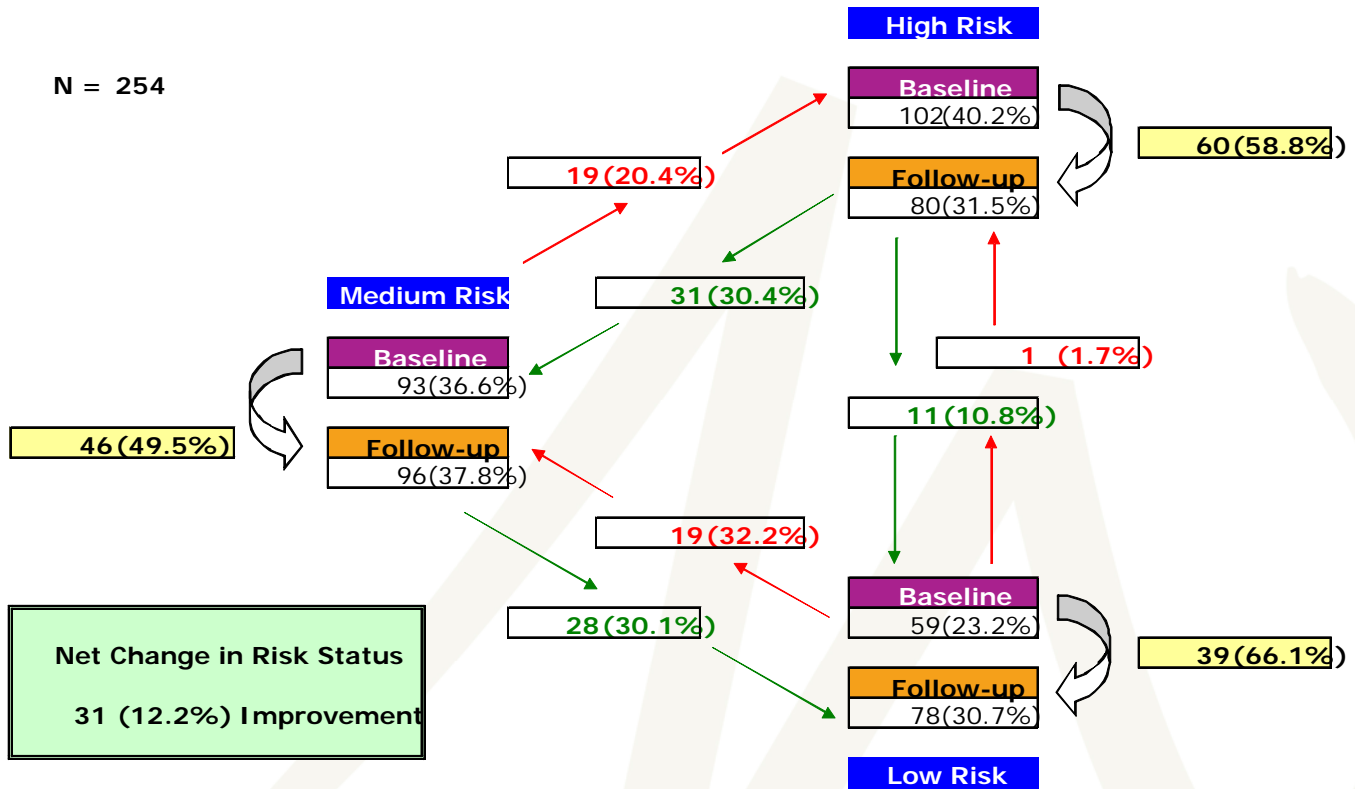 High Risk
N = 254
Baseline
102(40.2%)
60(58.8%)
19(20.4%)
Follow-up
80(31.5%)
Medium Risk
31(30.4%)
Baseline
93(36.6%)
1 (1.7%)
11(10.8%)
46(49.5%)
Follow-up
96(37.8%)
19(32.2%)
Baseline
59(23.2%)
28(30.1%)
39(66.1%)
Net Change in Risk Status
31 (12.2%) Improvement
Follow-up
78(30.7%)
Low Risk